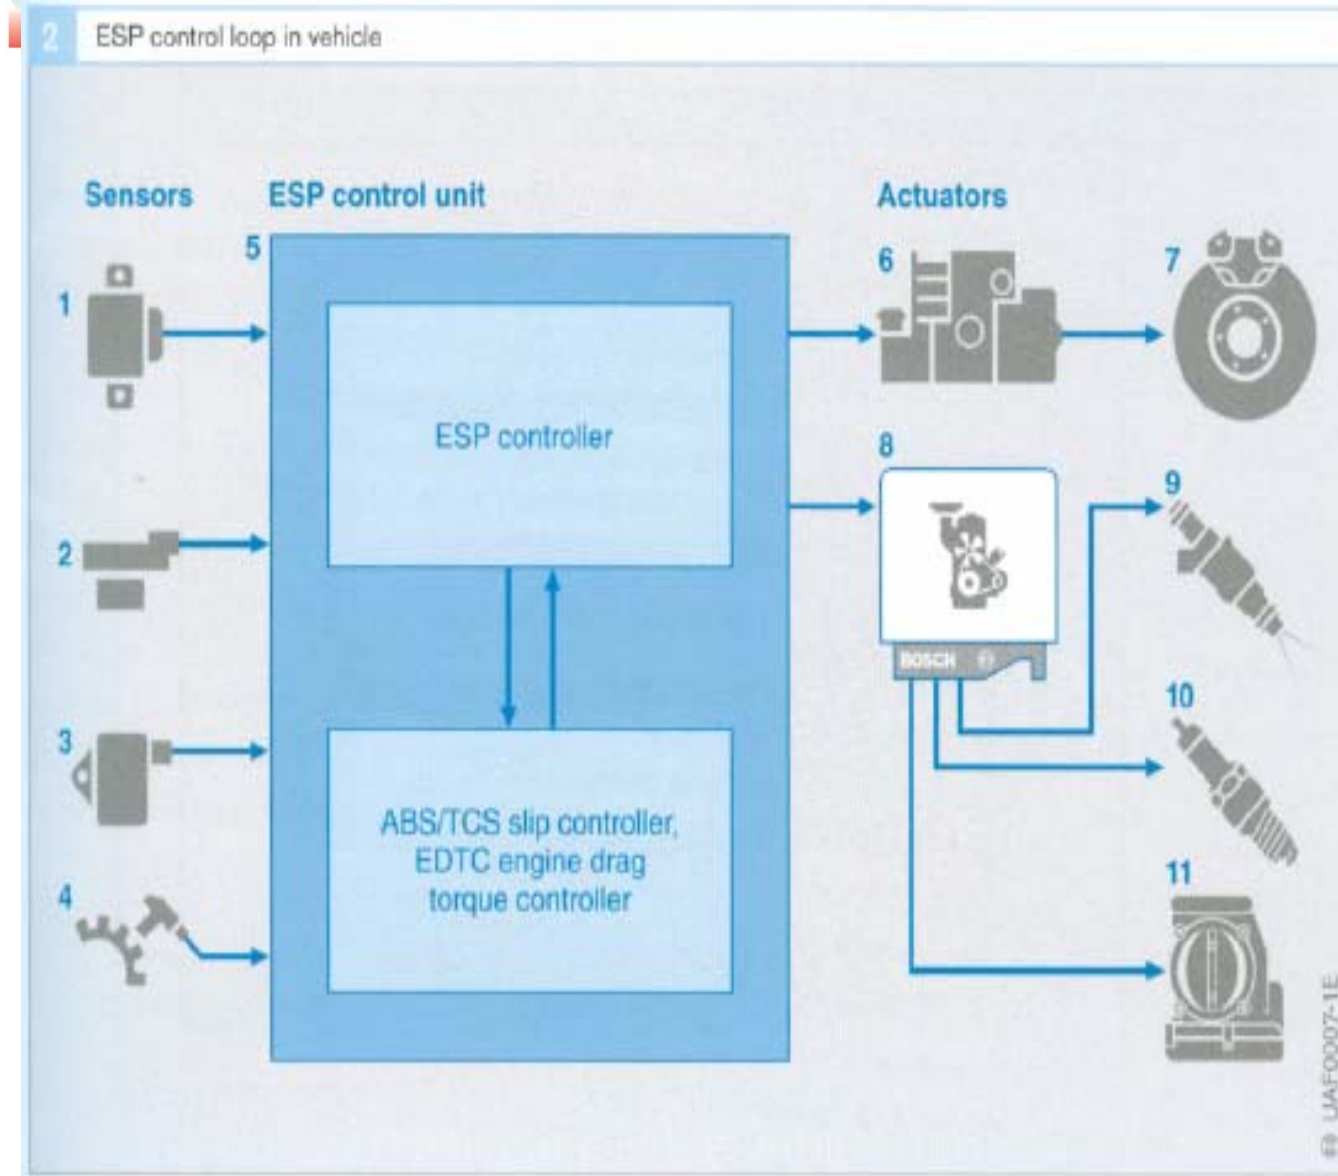 2 ESP control loop in vehicle
Sensors
ESP control unit
Actuators
1
2
3
4
5
ESP controller
ABS/TCS slip controller,
EDTC engine drag
torque controller
6
7
8
BOSCH
9
10
11
UAF0007-1E